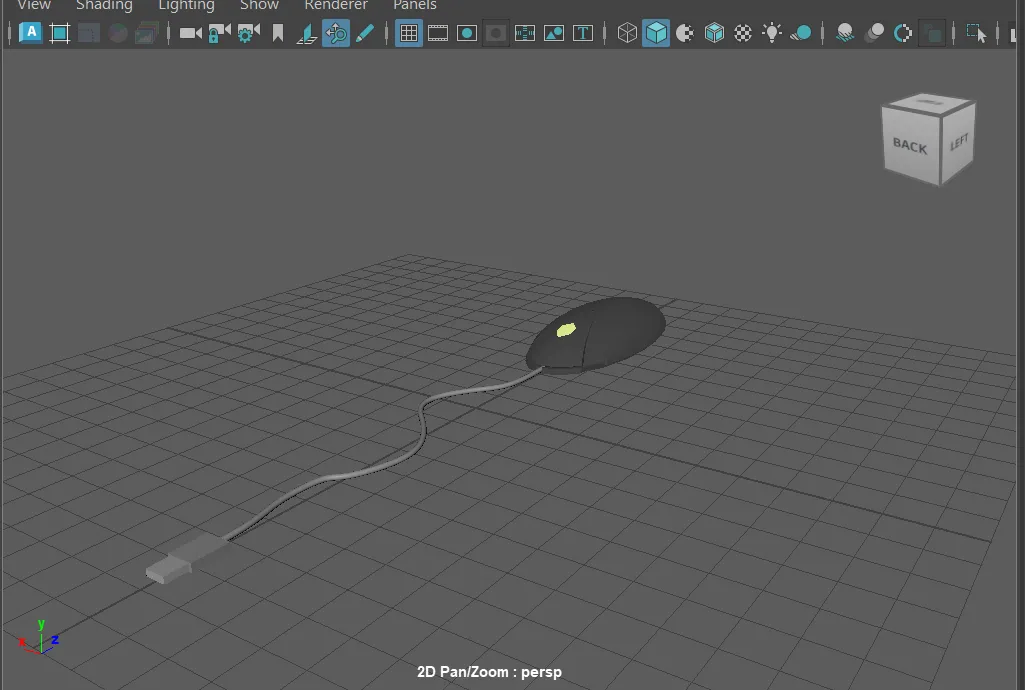 View Shading Lighting Show Renderer Panels
A
T
BACK LEFT
y
x z
2D Pan/Zoom : persp